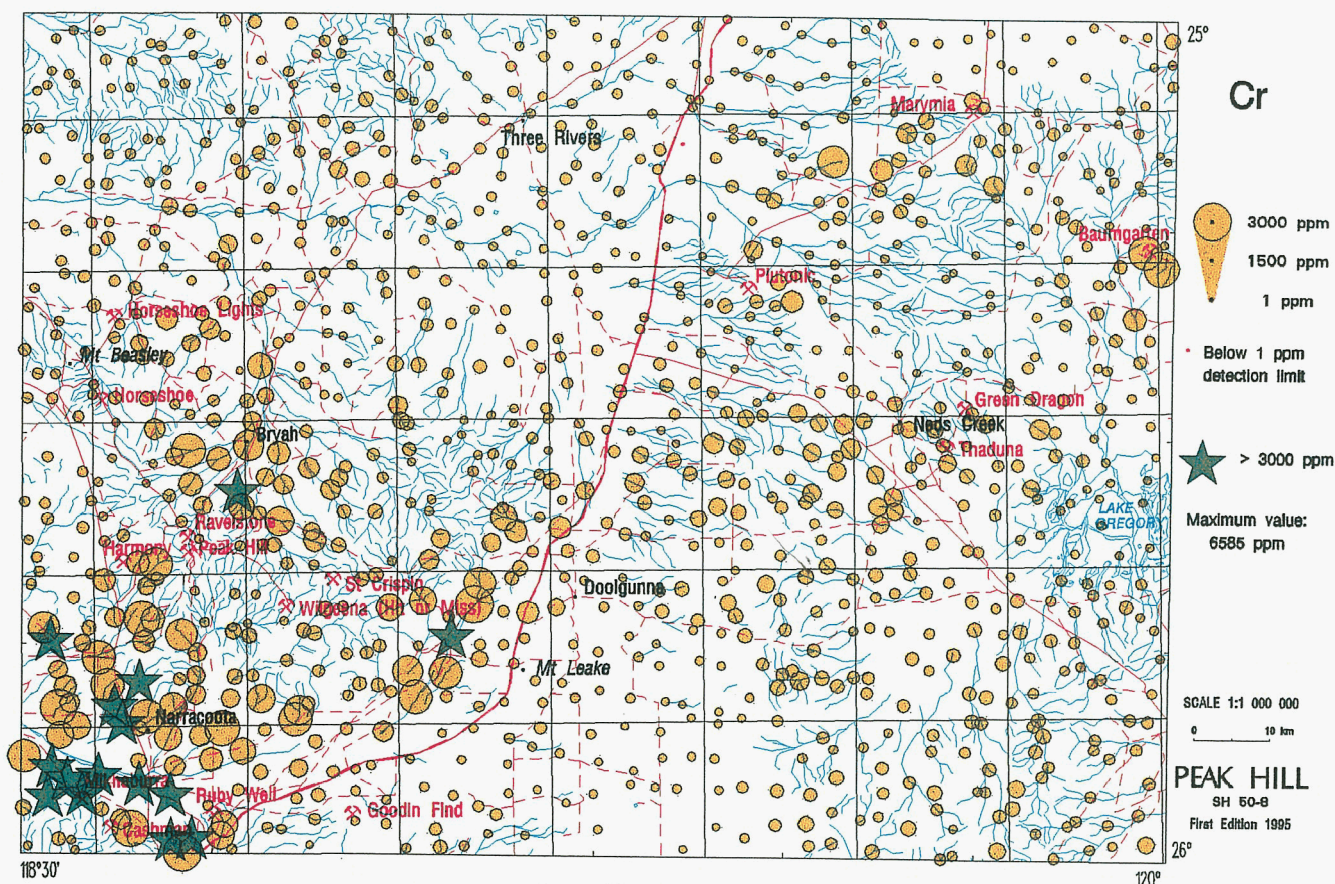 25°
Cr
Marymia
Three Rivers
3000 ppm
Baumgarten
1500 ppm
Plutonic
1 ppm
Horseshoe Lights
Mt Beasley
Below 1 ppm
detection limit
Horseshoe
Green Dragon
Neds Creek
Bryah
Thaduna
> 3000 ppm
LAKE
GREGORY
Ravelstone
Maximum value:
6585 ppm
Harmony
Peak Hill
St Crispin
Doolgunna
Wilgeena (Hit or Miss)
Mt Leake
SCALE 1:1 000 000
Narracoota
0 10 km
PEAK HILL
SH 50-8
First Edition 1995
Ruby Well
Goodin Find
Cashman
118°30'
120°
26°